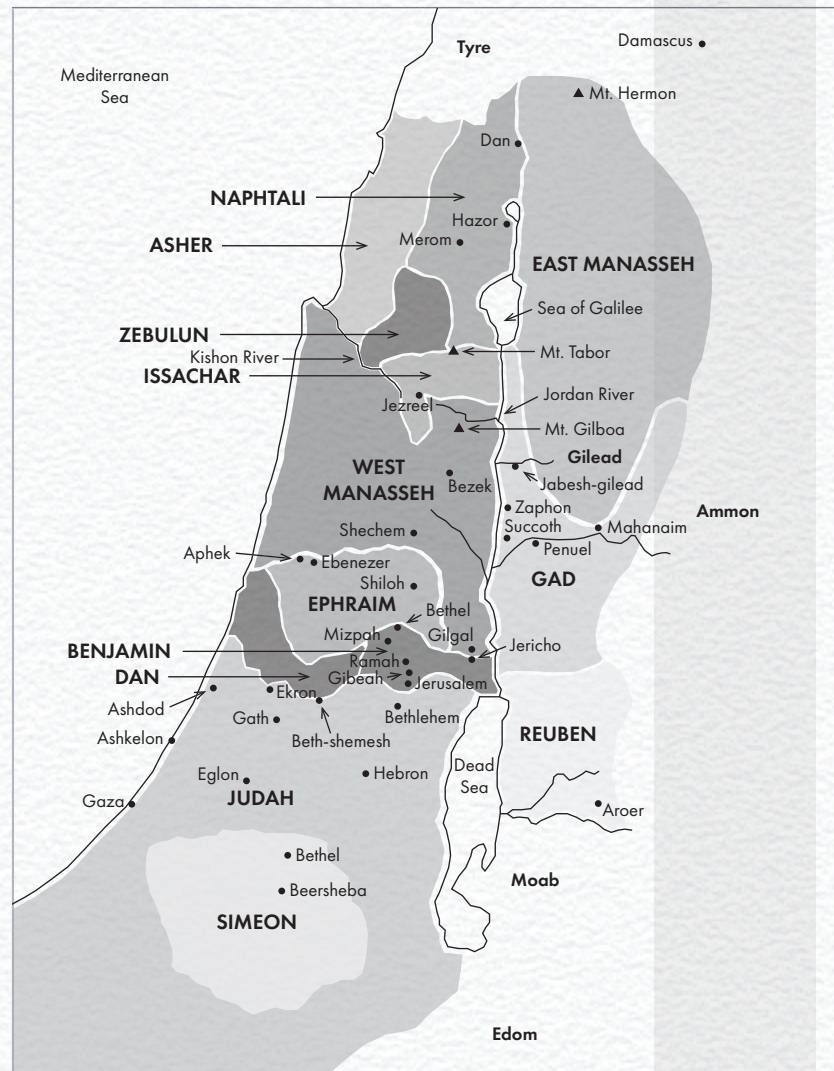 Tyre
Damascus
Mediterranean
Sea
Mt. Hermon
Dan
NAPHTALI
Hazor
ASHER
Merom
EAST MANASSEH
Sea of Galilee
ZEBULUN
Kishon River
Mt. Tabor
ISSACHAR
Jordan River
Jezreel
Mt. Gilboa
Gilead
WEST
MANASSEH
Bezek
Jabesh-gilead
Zaphon
Ammon
Succoth
Mahanaim
Shechem
Penuel
Aphek
Ebenezer
GAD
Shiloh
EPHRAIM
Bethel
Mizpah
Gilgal
Jericho
BENJAMIN
Ramah
DAN
Gibeah
Jerusalem
Ekron
Ashdod
Bethlehem
Gath
Beth-shemesh
REUBEN
Ashkelon
Dead
Sea
Hebron
Eglon
JUDAH
Gaza
Aroer
Bethel
Moab
Beersheba
SIMEON
Edom